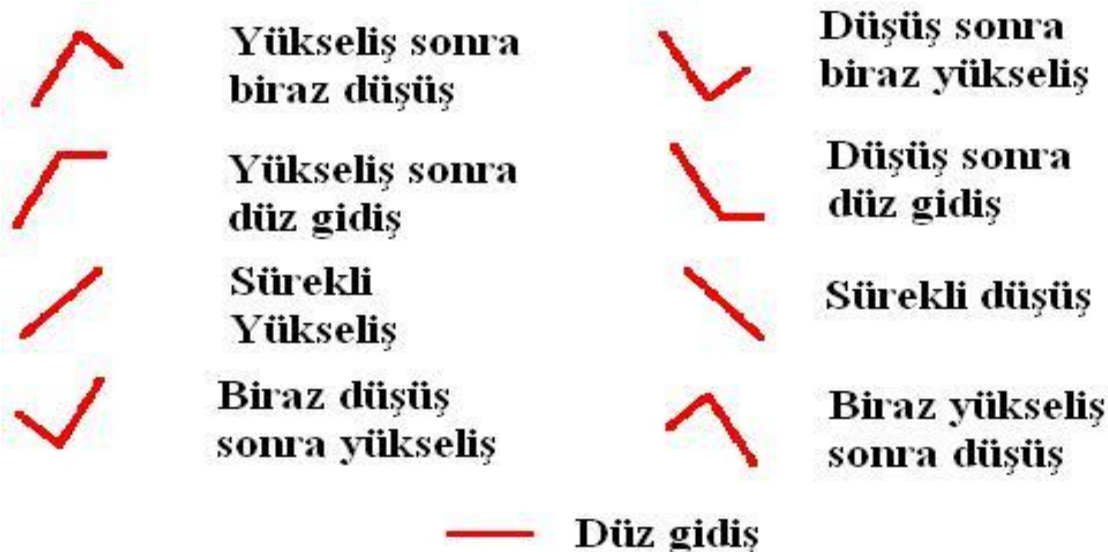 Yükseliş sonra
biraz düşüş
Düşüş sonra
biraz yükseliş
Yükseliş sonra
düz gidiş
Düşüş sonra
düz gidiş
Sürekli
Yükseliş
Sürekli düşüş
Biraz düşüş
sonra yükseliş
Biraz yükseliş
sonra düşüş
Düz gidiş